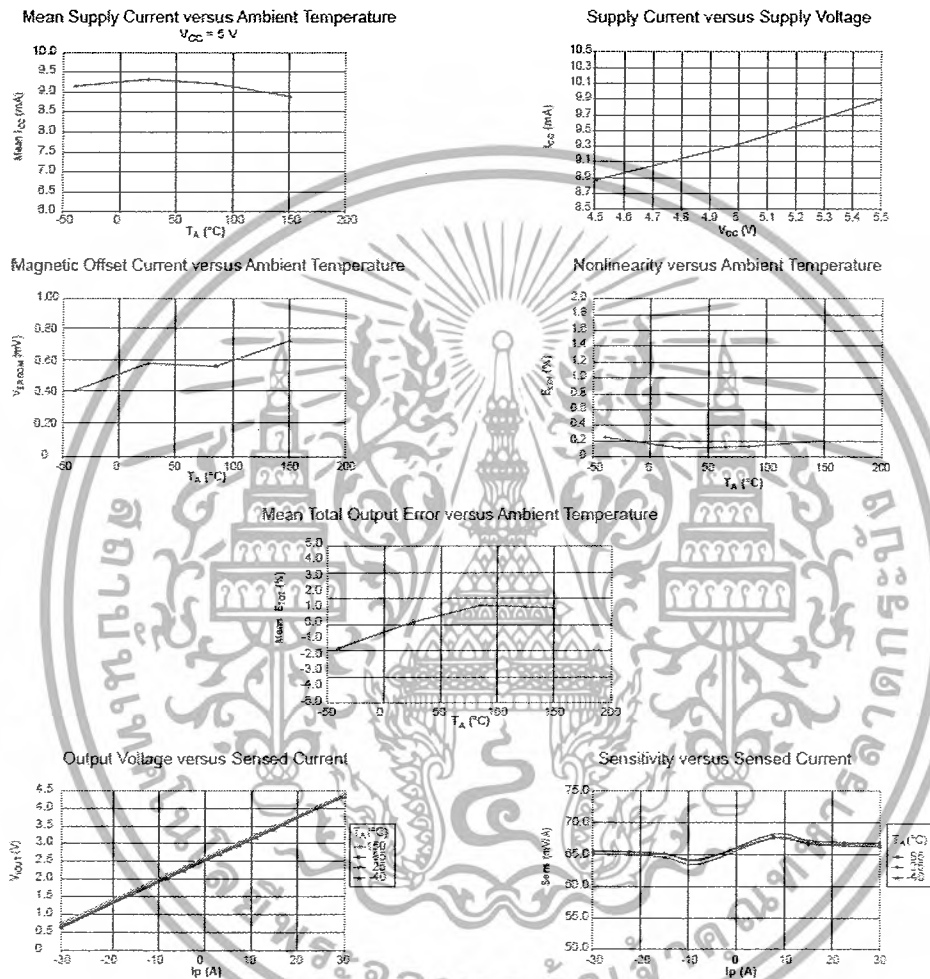 Mean Supply Current versus Ambient Temperature
VCC = 5 V
10.0
9.5
9.0
8.5
8.0
7.5
7.0
6.5
6.0
Mean ICC (mA)
-50 0 50 100 150 200
TA (°C)
Supply Current versus Supply Voltage
10.5
10.3
10.1
9.9
9.7
9.5
9.3
9.1
8.9
8.7
8.5
ICC (mA)
4.5 4.6 4.7 4.8 4.9 5 5.1 5.2 5.3 5.4 5.5
VCC (V)
Magnetic Offset Current versus Ambient Temperature
1.00
0.80
0.60
0.40
0.20
0
(mV)
-50 0 50 100 150 200
TA (°C)
Nonlinearity versus Ambient Temperature
2.0
1.8
1.6
1.4
1.2
1.0
0.8
0.6
0.4
0.2
0
(%)
-50 0 50 100 150 200
TA (°C)
Mean Total Output Error versus Ambient Temperature
5.0
4.0
3.0
2.0
1.0
0.0
-1.0
-2.0
-3.0
-4.0
-5.0
Mean ETOT (%)
-50 0 50 100 150 200
TA (°C)
Output Voltage versus Sensed Current
4.5
4.0
3.5
3.0
2.5
2.0
1.5
1.0
0.5
0
VIOUT (V)
-30 -20 -10 0 10 20 30
Ip (A)
TA (°C)
Sensitivity versus Sensed Current
75.0
70.0
65.0
60.0
55.0
50.0
Sens (mV/A)
-30 -20 -10 0 10 20 30
Ip (A)
TA (°C)